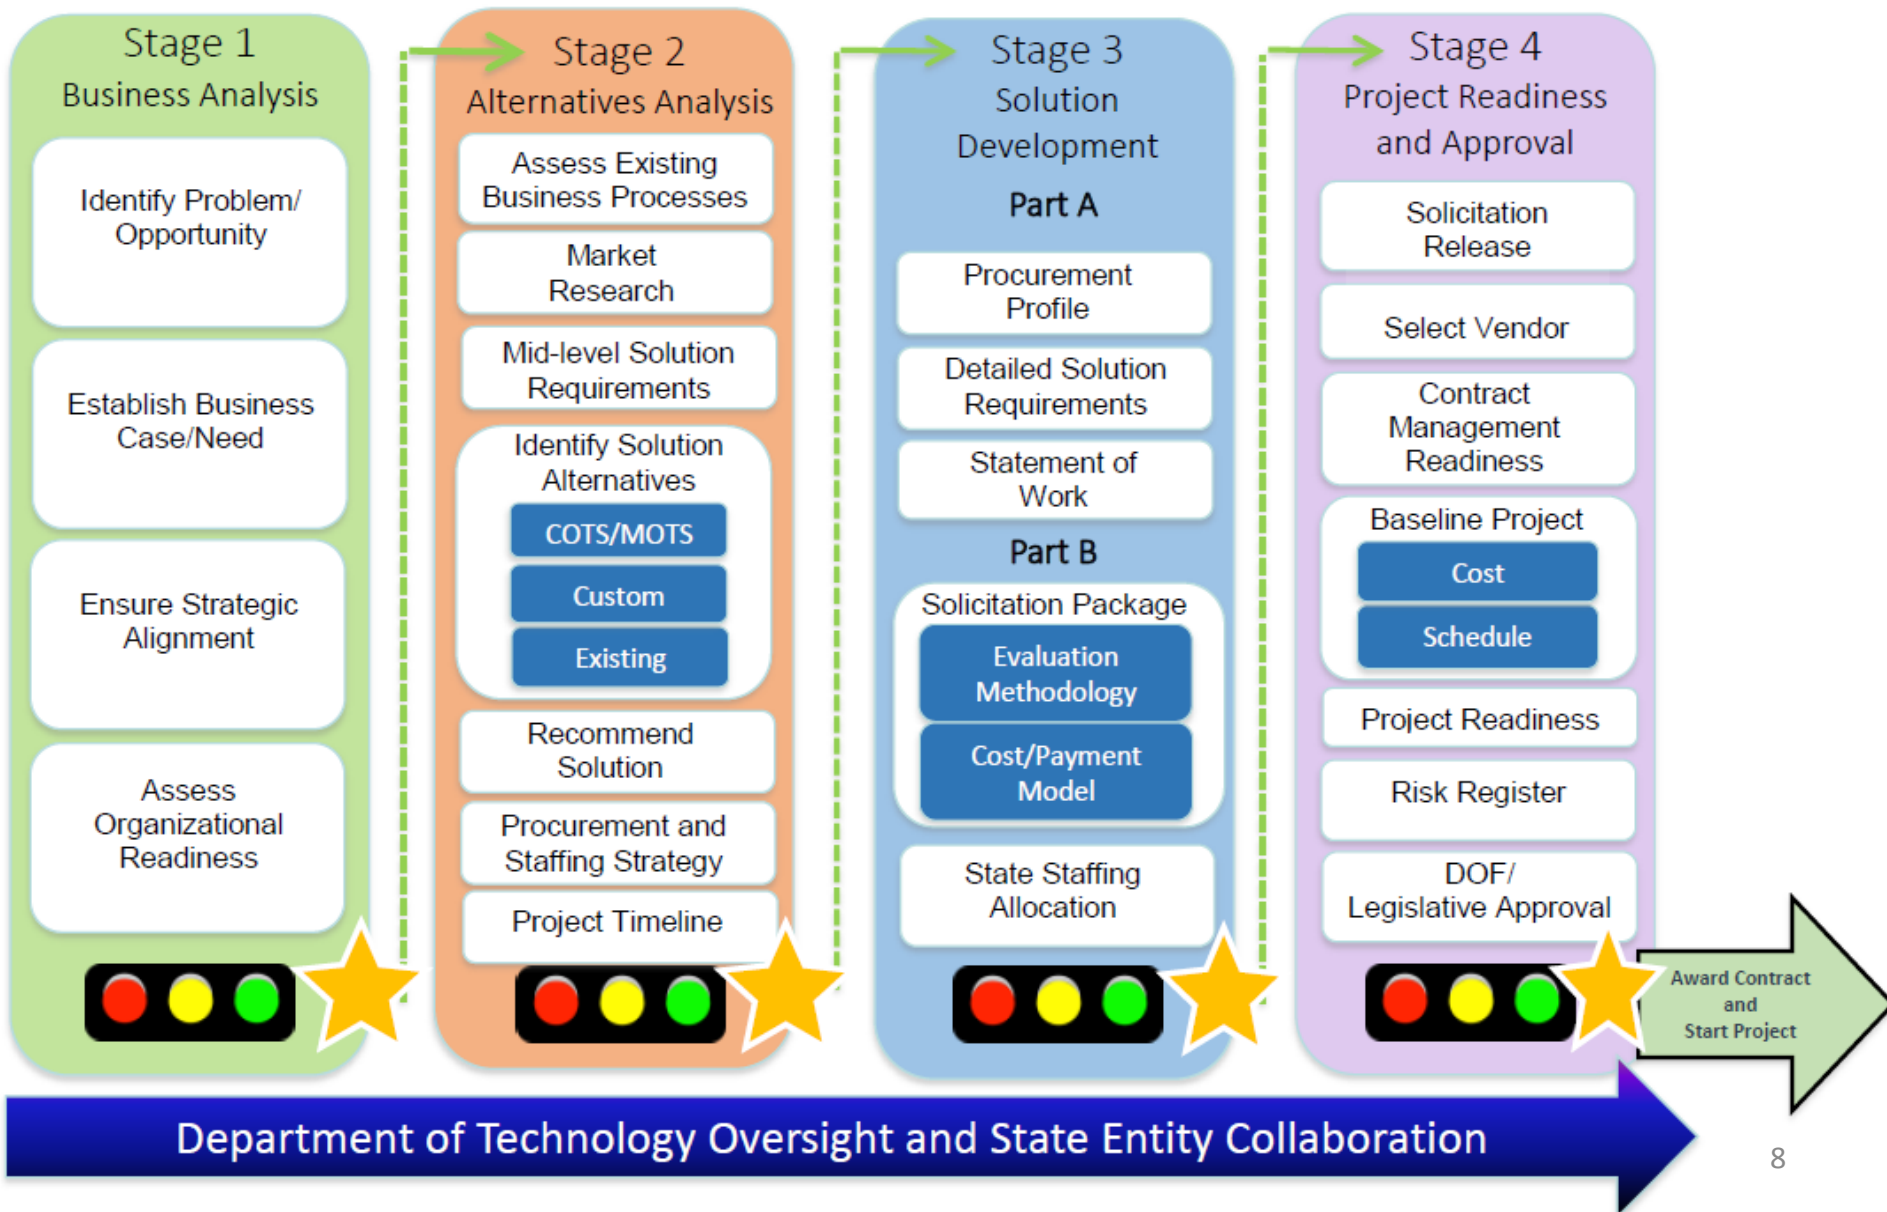 Stage 1
Business Analysis
Identify Problem/
Opportunity
Establish Business
Case/Need
Ensure Strategic
Alignment
Assess
Organizational
Readiness
Stage 2
Alternatives Analysis
Assess Existing
Business Processes
Market
Research
Mid-level Solution
Requirements
Identify Solution
Alternatives
COTS/MOTS
Custom
Existing
Recommend
Solution
Procurement and
Staffing Strategy
Project Timeline
Stage 3
Solution
Development
Part A
Procurement
Profile
Detailed Solution
Requirements
Statement of
Work
Part B
Solicitation Package
Evaluation
Methodology
Cost/Payment
Model
State Staffing
Allocation
Stage 4
Project Readiness
and Approval
Solicitation
Release
Select Vendor
Contract
Management
Readiness
Baseline Project
Cost
Schedule
Project Readiness
Risk Register
DOF/
Legislative Approval
Award Contract
and
Start Project
Department of Technology Oversight and State Entity Collaboration
8